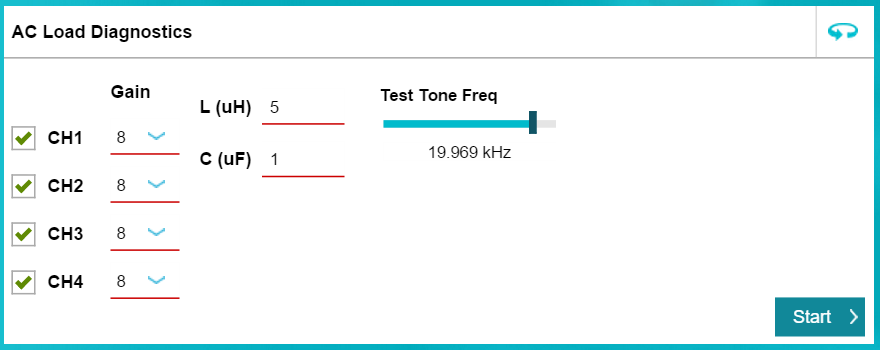 AC Load Diagnostics
Gain
L (uH) 5
Test Tone Freq
CH1 8
C (uF) 1
19.969 kHz
CH2 8
CH3 8
CH4 8
Start